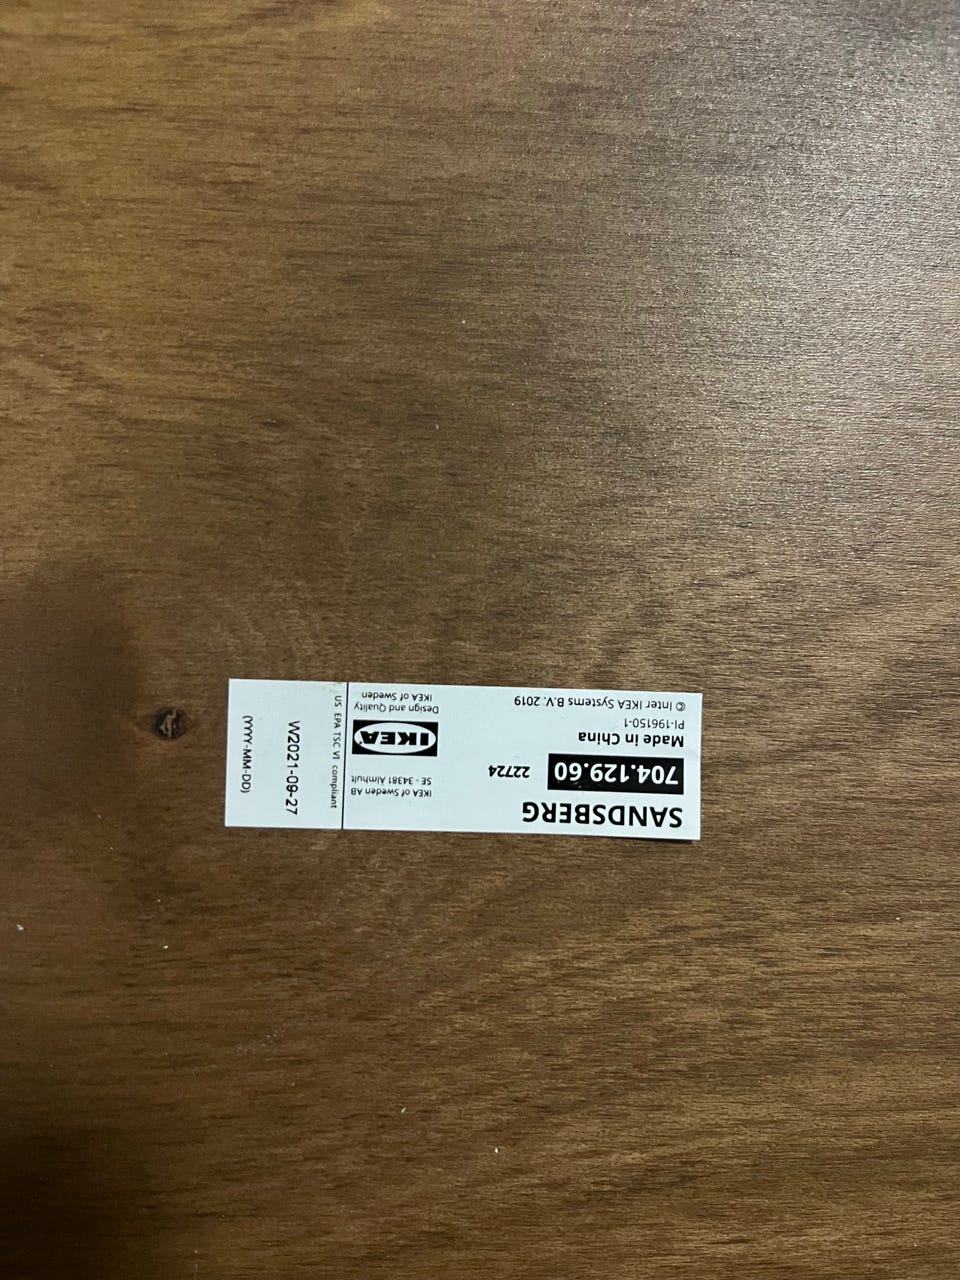 SANDSBERG
704.129.60 22724
Made in China
PI-196150-1
© Inter IKEA Systems B.V. 2019
IKEA of Sweden AB
SE - 34381 Älmhult
IKEA
Design and Quality
IKEA of Sweden
US EPA TSC VI compliant
W2021-09-27
(YYYY-MM-DD)